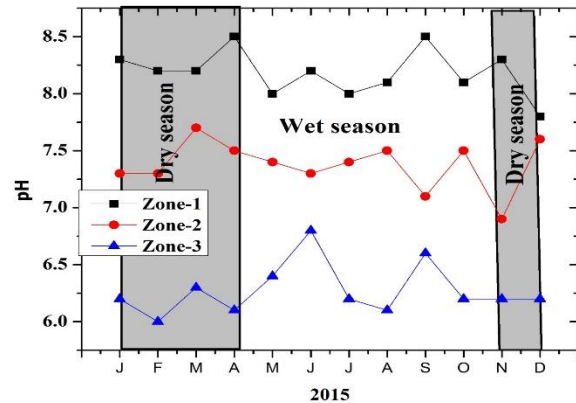 8.5
8.0
7.5
7.0
6.5
6.0
pH
Dry season
Wet season
Dry season
Zone-1
Zone-2
Zone-3
J F M A M J J A S O N D
2015